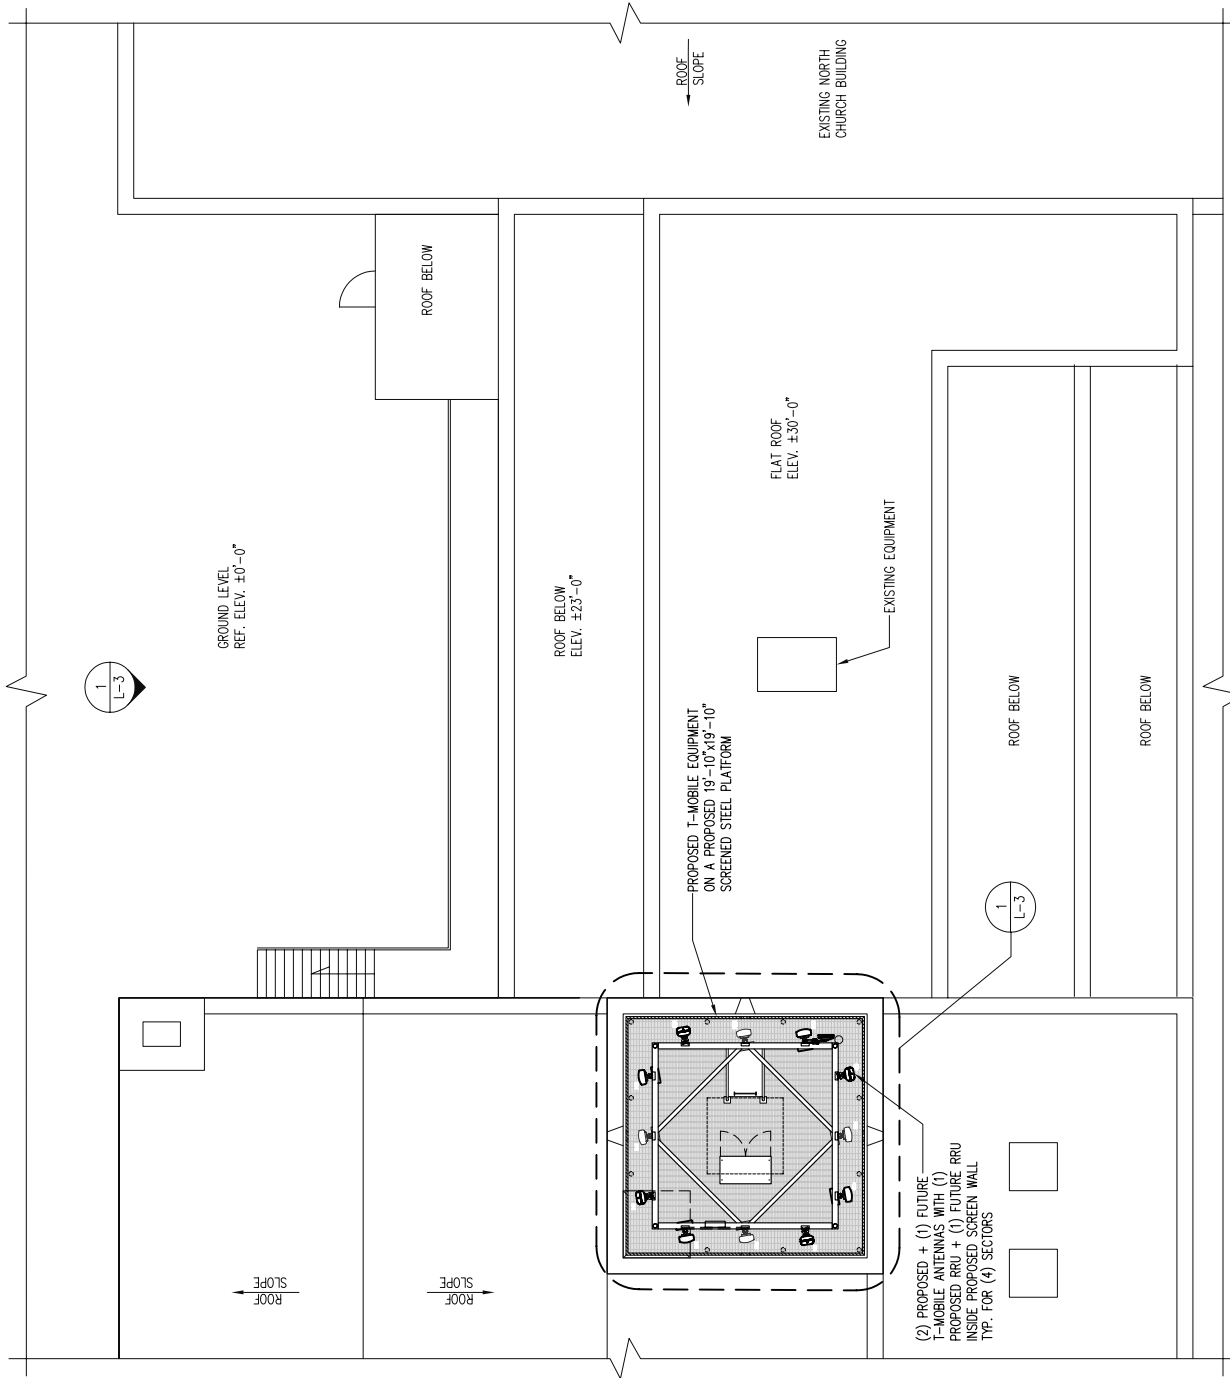 ROOF
SLOPE
EXISTING NORTH
CHURCH BUILDING
ROOF BELOW
FLAT ROOF
ELEV. ±30'-0"
GROUND LEVEL
REF. ELEV. ±0'-0"
ROOF BELOW
ELEV. ±23'-0"
EXISTING EQUIPMENT
1
L-3
PROPOSED T-MOBILE EQUIPMENT
ON A PROPOSED 19'-10"x19'-10"
SCREENED STEEL PLATFORM
ROOF BELOW
ROOF BELOW
1
L-3
(2) PROPOSED + (1) FUTURE
T-MOBILE ANTENNAS WITH (1)
PROPOSED RRU + (1) FUTURE RRU
INSIDE PROPOSED SCREEN WALL
TYP. FOR (4) SECTORS
ROOF
SLOPE
ROOF
SLOPE